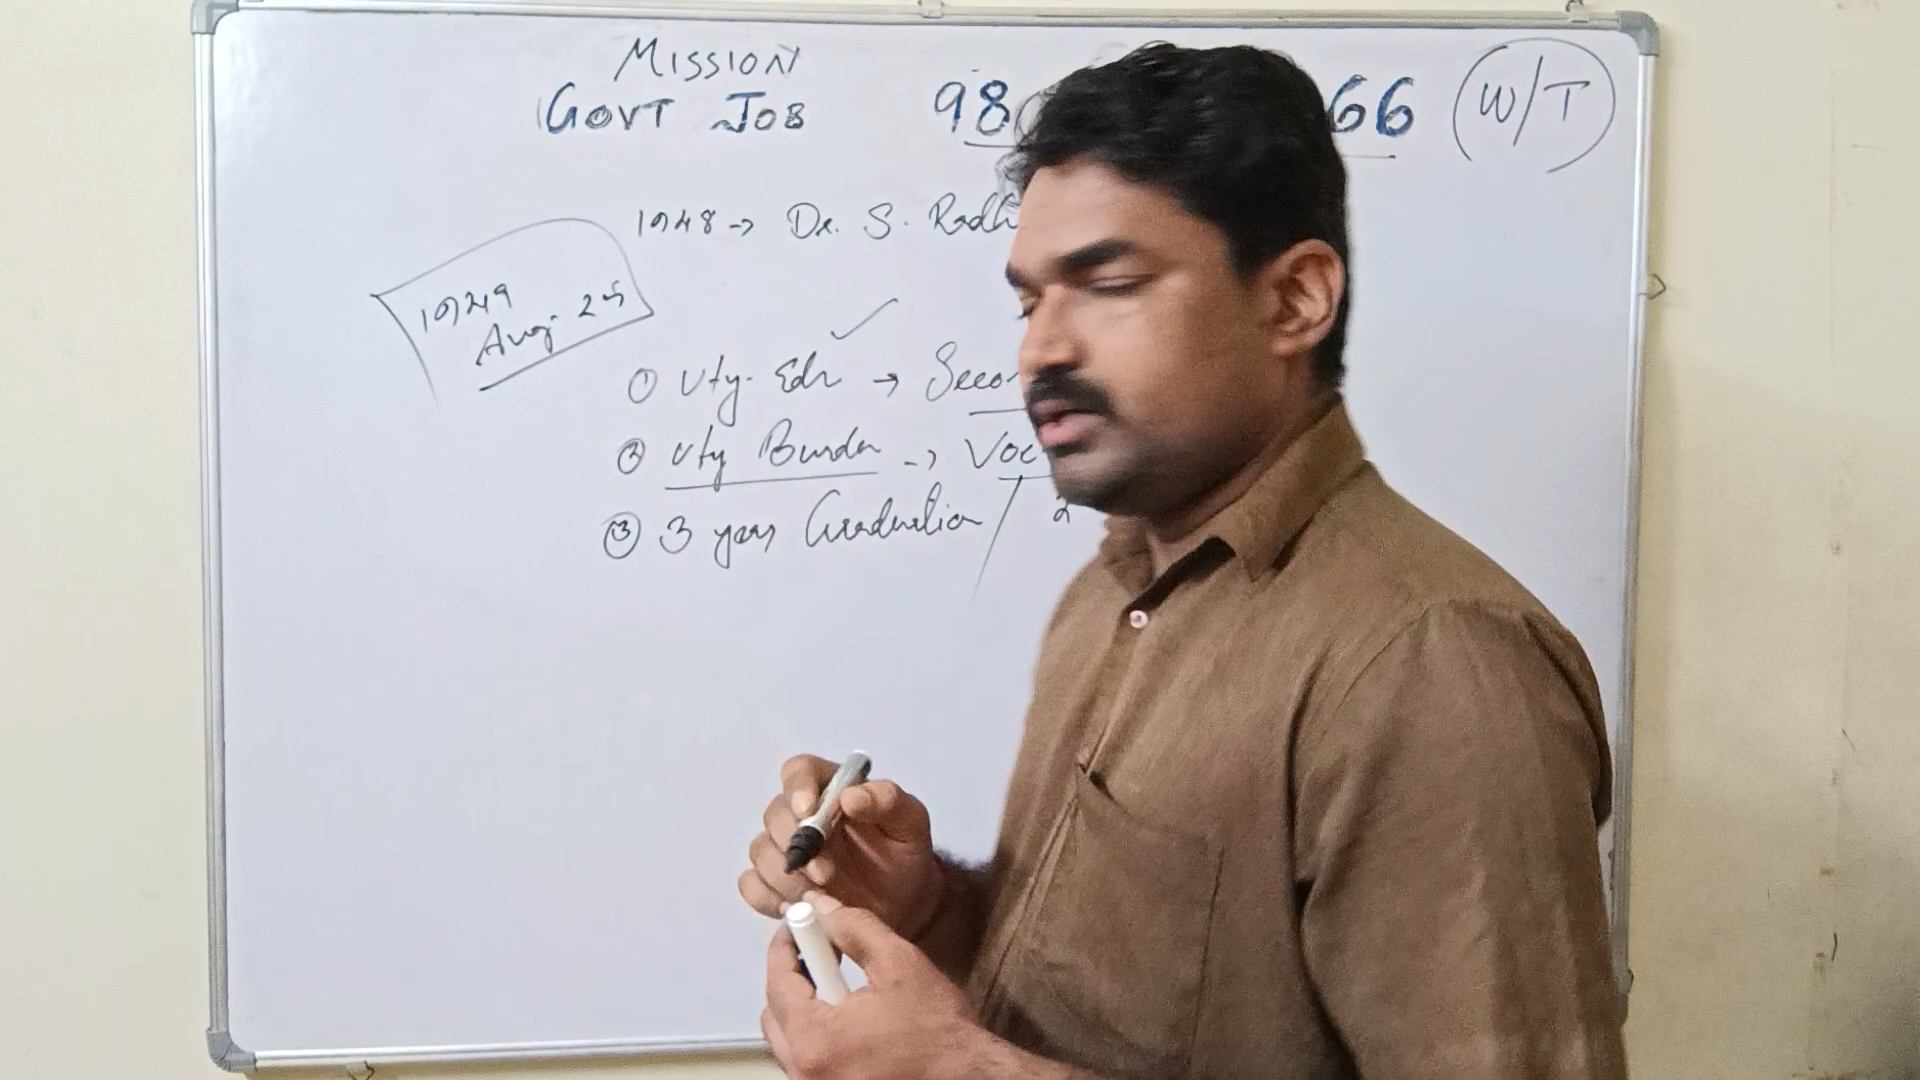 MISSION
GOVT JOB 98 66 W/T
1948 → Dr. S. Radh
1949
Aug. 25
① Uty. Edn → Secon
② Uty Burden → Voc
③ 3 years Graduation / 2